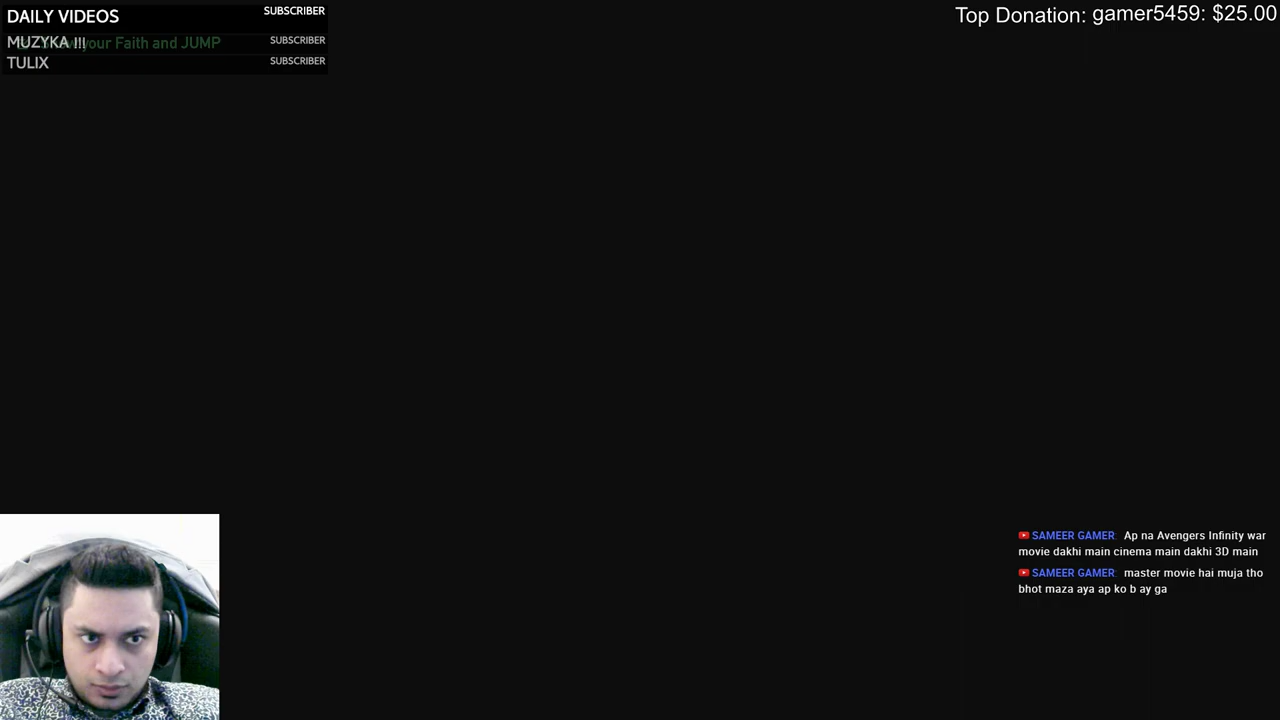 DAILY VIDEOS SUBSCRIBER
MUZYKA !!! SUBSCRIBER
your Faith and JUMP
TULIX SUBSCRIBER
Top Donation: gamer5459: $25.00
SAMEER GAMER: Ap na Avengers Infinity war
movie dakhi main cinema main dakhi 3D main
SAMEER GAMER: master movie hai muja tho
bhot maza aya ap ko b ay ga